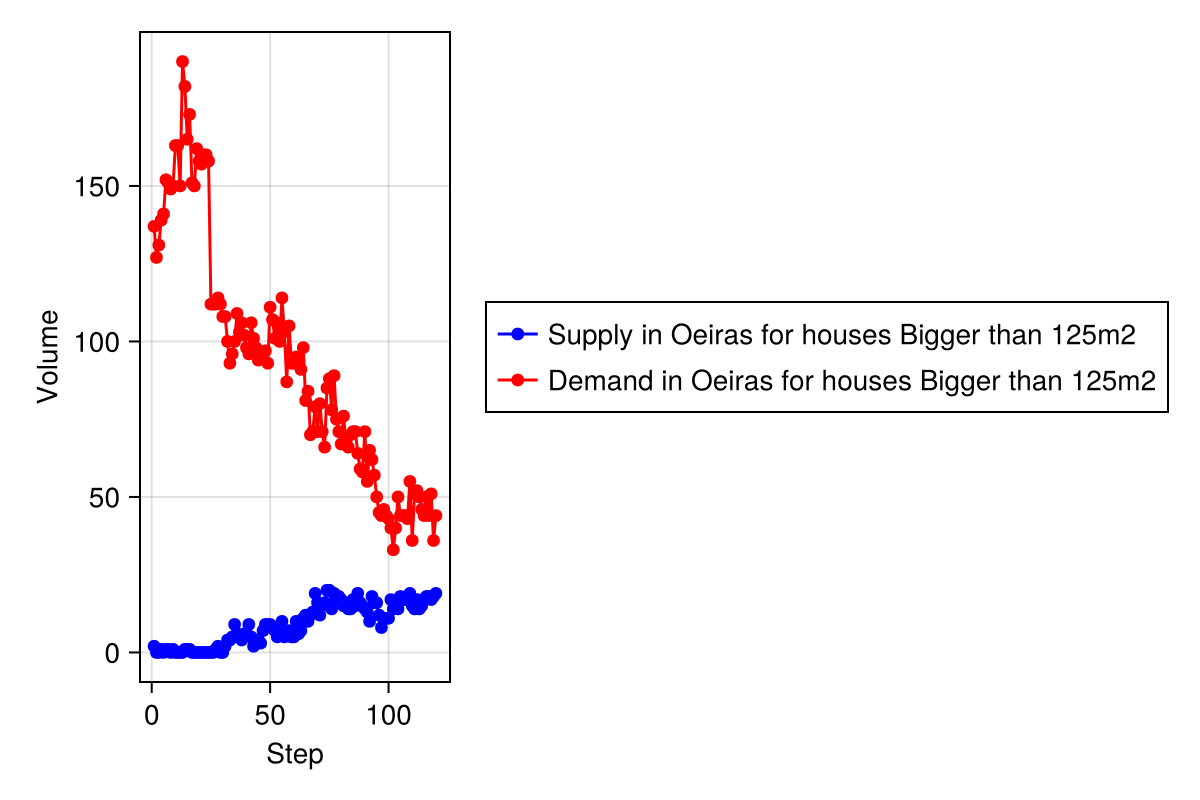 Volume
150
100
50
0
0 50 100
Step
Supply in Oeiras for houses Bigger than 125m2
Demand in Oeiras for houses Bigger than 125m2